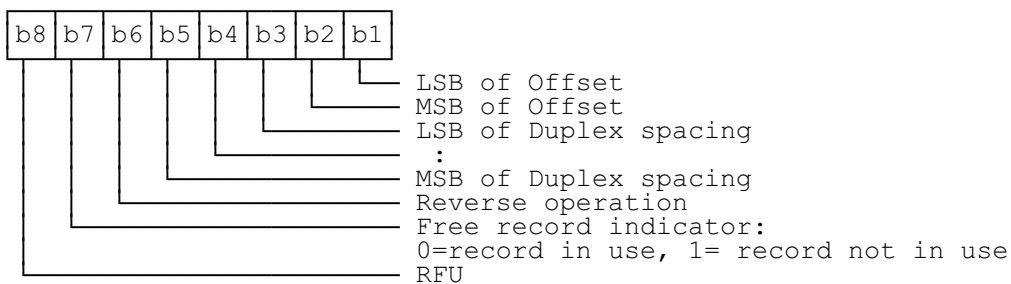 b8 b7 b6 b5 b4 b3 b2 b1
LSB of Offset
MSB of Offset
LSB of Duplex spacing
:
MSB of Duplex spacing
Reverse operation
Free record indicator:
0=record in use, 1= record not in use
RFU